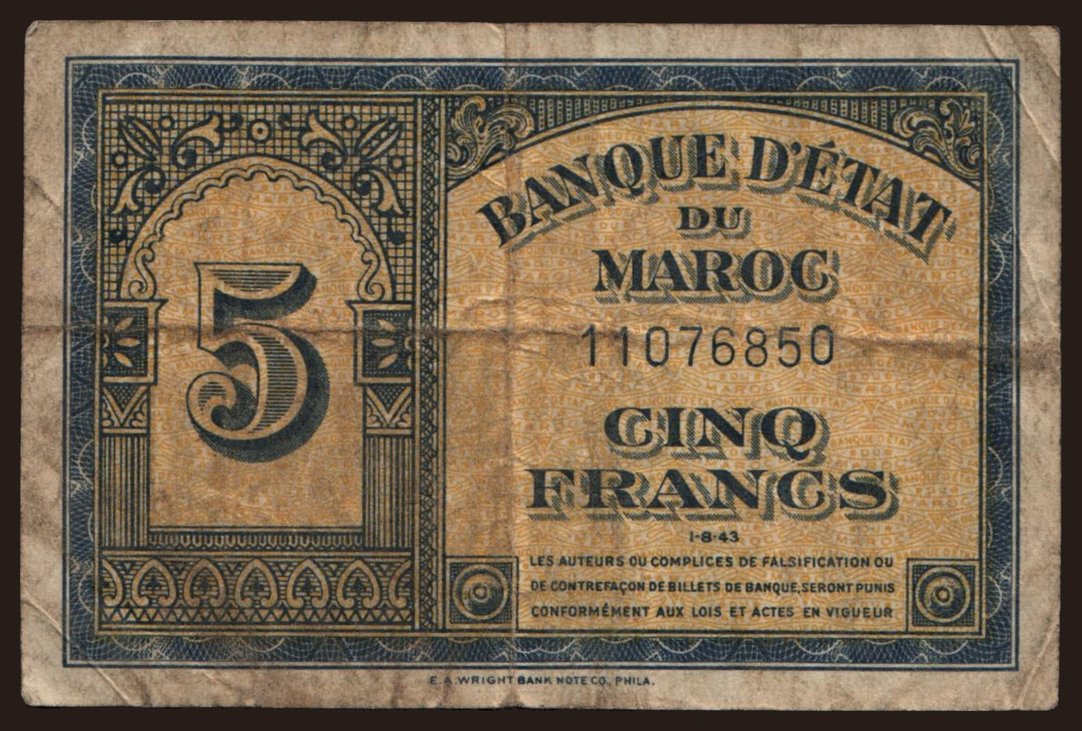 BANQUE D'ÉTAT
DU
MAROC
11076850
5
CINQ
FRANCS
1-8-43
LES AUTEURS OU COMPLICES DE FALSIFICATION OU
DE CONTREFAÇON DE BILLETS DE BANQUE, SERONT PUNIS
CONFORMÉMENT AUX LOIS ET ACTES EN VIGUEUR
E. A. WRIGHT BANK NOTE CO., PHILA.